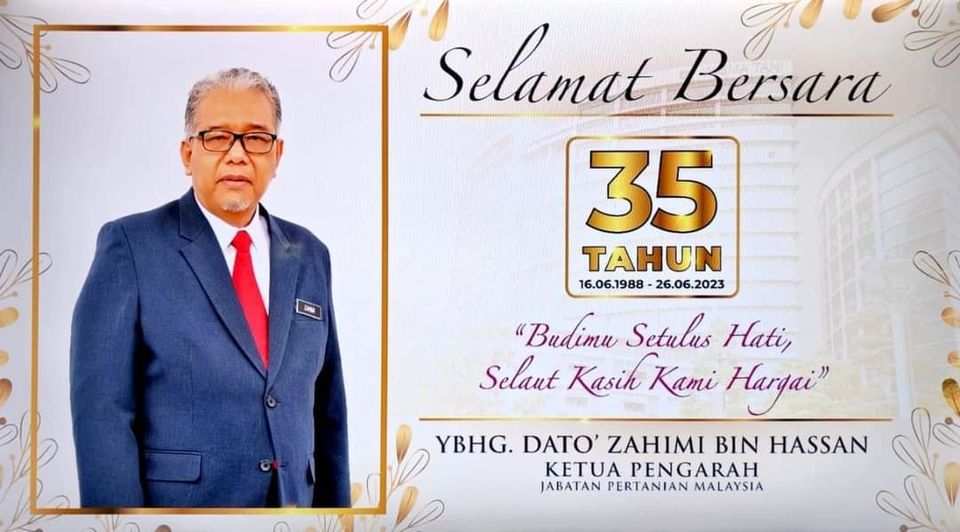 Selamat Bersara
35
TAHUN
16.06.1988 - 26.06.2023
"Budimu Setulus Hati,
Selaut Kasih Kami Hargai"
YBHG. DATO' ZAHIMI BIN HASSAN
KETUA PENGARAH
JABATAN PERTANIAN MALAYSIA